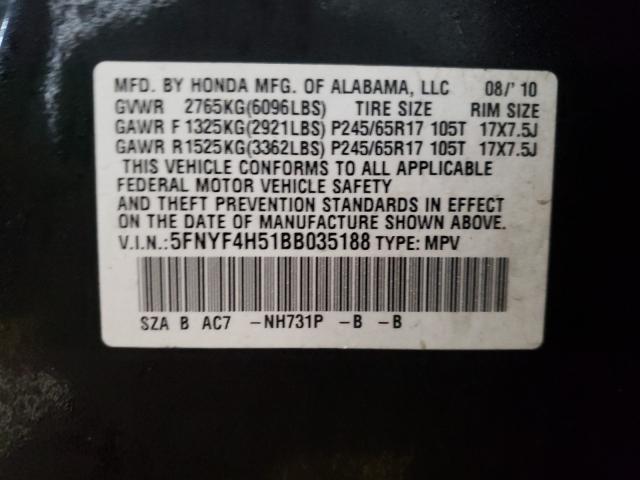 MFD. BY HONDA MFG. OF ALABAMA, LLC 08/'10
GVWR 2765KG(6096LBS) TIRE SIZE RIM SIZE
GAWR F 1325KG(2921LBS) P245/65R17 105T 17X7.5J
GAWR R 1525KG(3362LBS) P245/65R17 105T 17X7.5J
THIS VEHICLE CONFORMS TO ALL APPLICABLE
FEDERAL MOTOR VEHICLE SAFETY
AND THEFT PREVENTION STANDARDS IN EFFECT
ON THE DATE OF MANUFACTURE SHOWN ABOVE.
V.I.N.:5FNYF4H51BB035188 TYPE: MPV
SZA B AC7 -NH731P -B -B